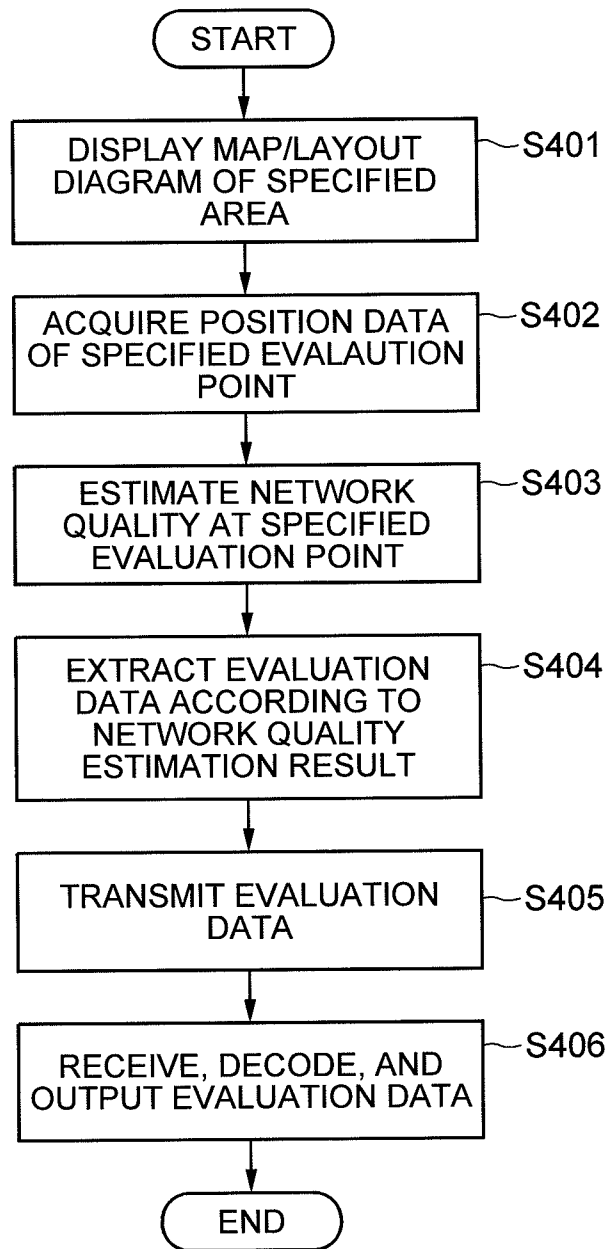 START
DISPLAY MAP/LAYOUT
DIAGRAM OF SPECIFIED
AREA
S401
ACQUIRE POSITION DATA
OF SPECIFIED EVALAUTION
POINT
S402
ESTIMATE NETWORK
QUALITY AT SPECIFIED
EVALUATION POINT
S403
EXTRACT EVALUATION
DATA ACCORDING TO
NETWORK QUALITY
ESTIMATION RESULT
S404
TRANSMIT EVALUATION
DATA
S405
RECEIVE, DECODE, AND
OUTPUT EVALUATION DATA
S406
END